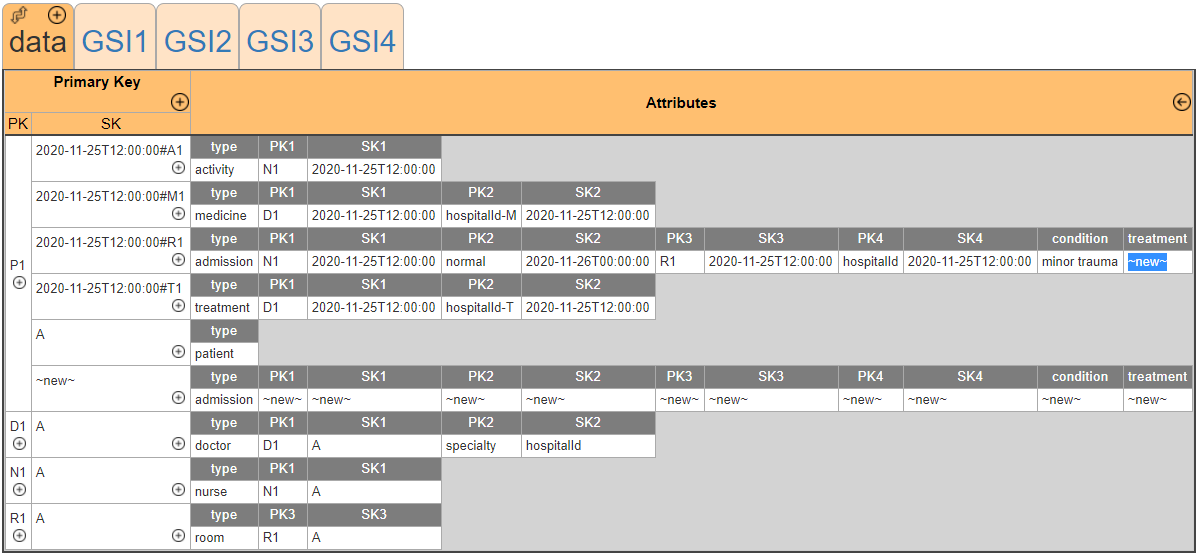 data GSI1 GSI2 GSI3 GSI4
Primary Key
Attributes
PK SK
P1
2020-11-25T12:00:00#A1
type PK1 SK1
activity N1 2020-11-25T12:00:00
2020-11-25T12:00:00#M1
type PK1 SK1 PK2 SK2
medicine D1 2020-11-25T12:00:00 hospitalId-M 2020-11-25T12:00:00
2020-11-25T12:00:00#R1
type PK1 SK1 PK2 SK2 PK3 SK3 PK4 SK4 condition treatment
admission N1 2020-11-25T12:00:00 normal 2020-11-26T00:00:00 R1 2020-11-25T12:00:00 hospitalId 2020-11-25T12:00:00 minor trauma ~new~
2020-11-25T12:00:00#T1
type PK1 SK1 PK2 SK2
treatment D1 2020-11-25T12:00:00 hospitalId-T 2020-11-25T12:00:00
A
type
patient
~new~
type PK1 SK1 PK2 SK2 PK3 SK3 PK4 SK4 condition treatment
admission ~new~ ~new~ ~new~ ~new~ ~new~ ~new~ ~new~ ~new~ ~new~ ~new~
D1 A
type PK1 SK1 PK2 SK2
doctor D1 A specialty hospitalId
N1 A
type PK1 SK1
nurse N1 A
R1 A
type PK3 SK3
room R1 A